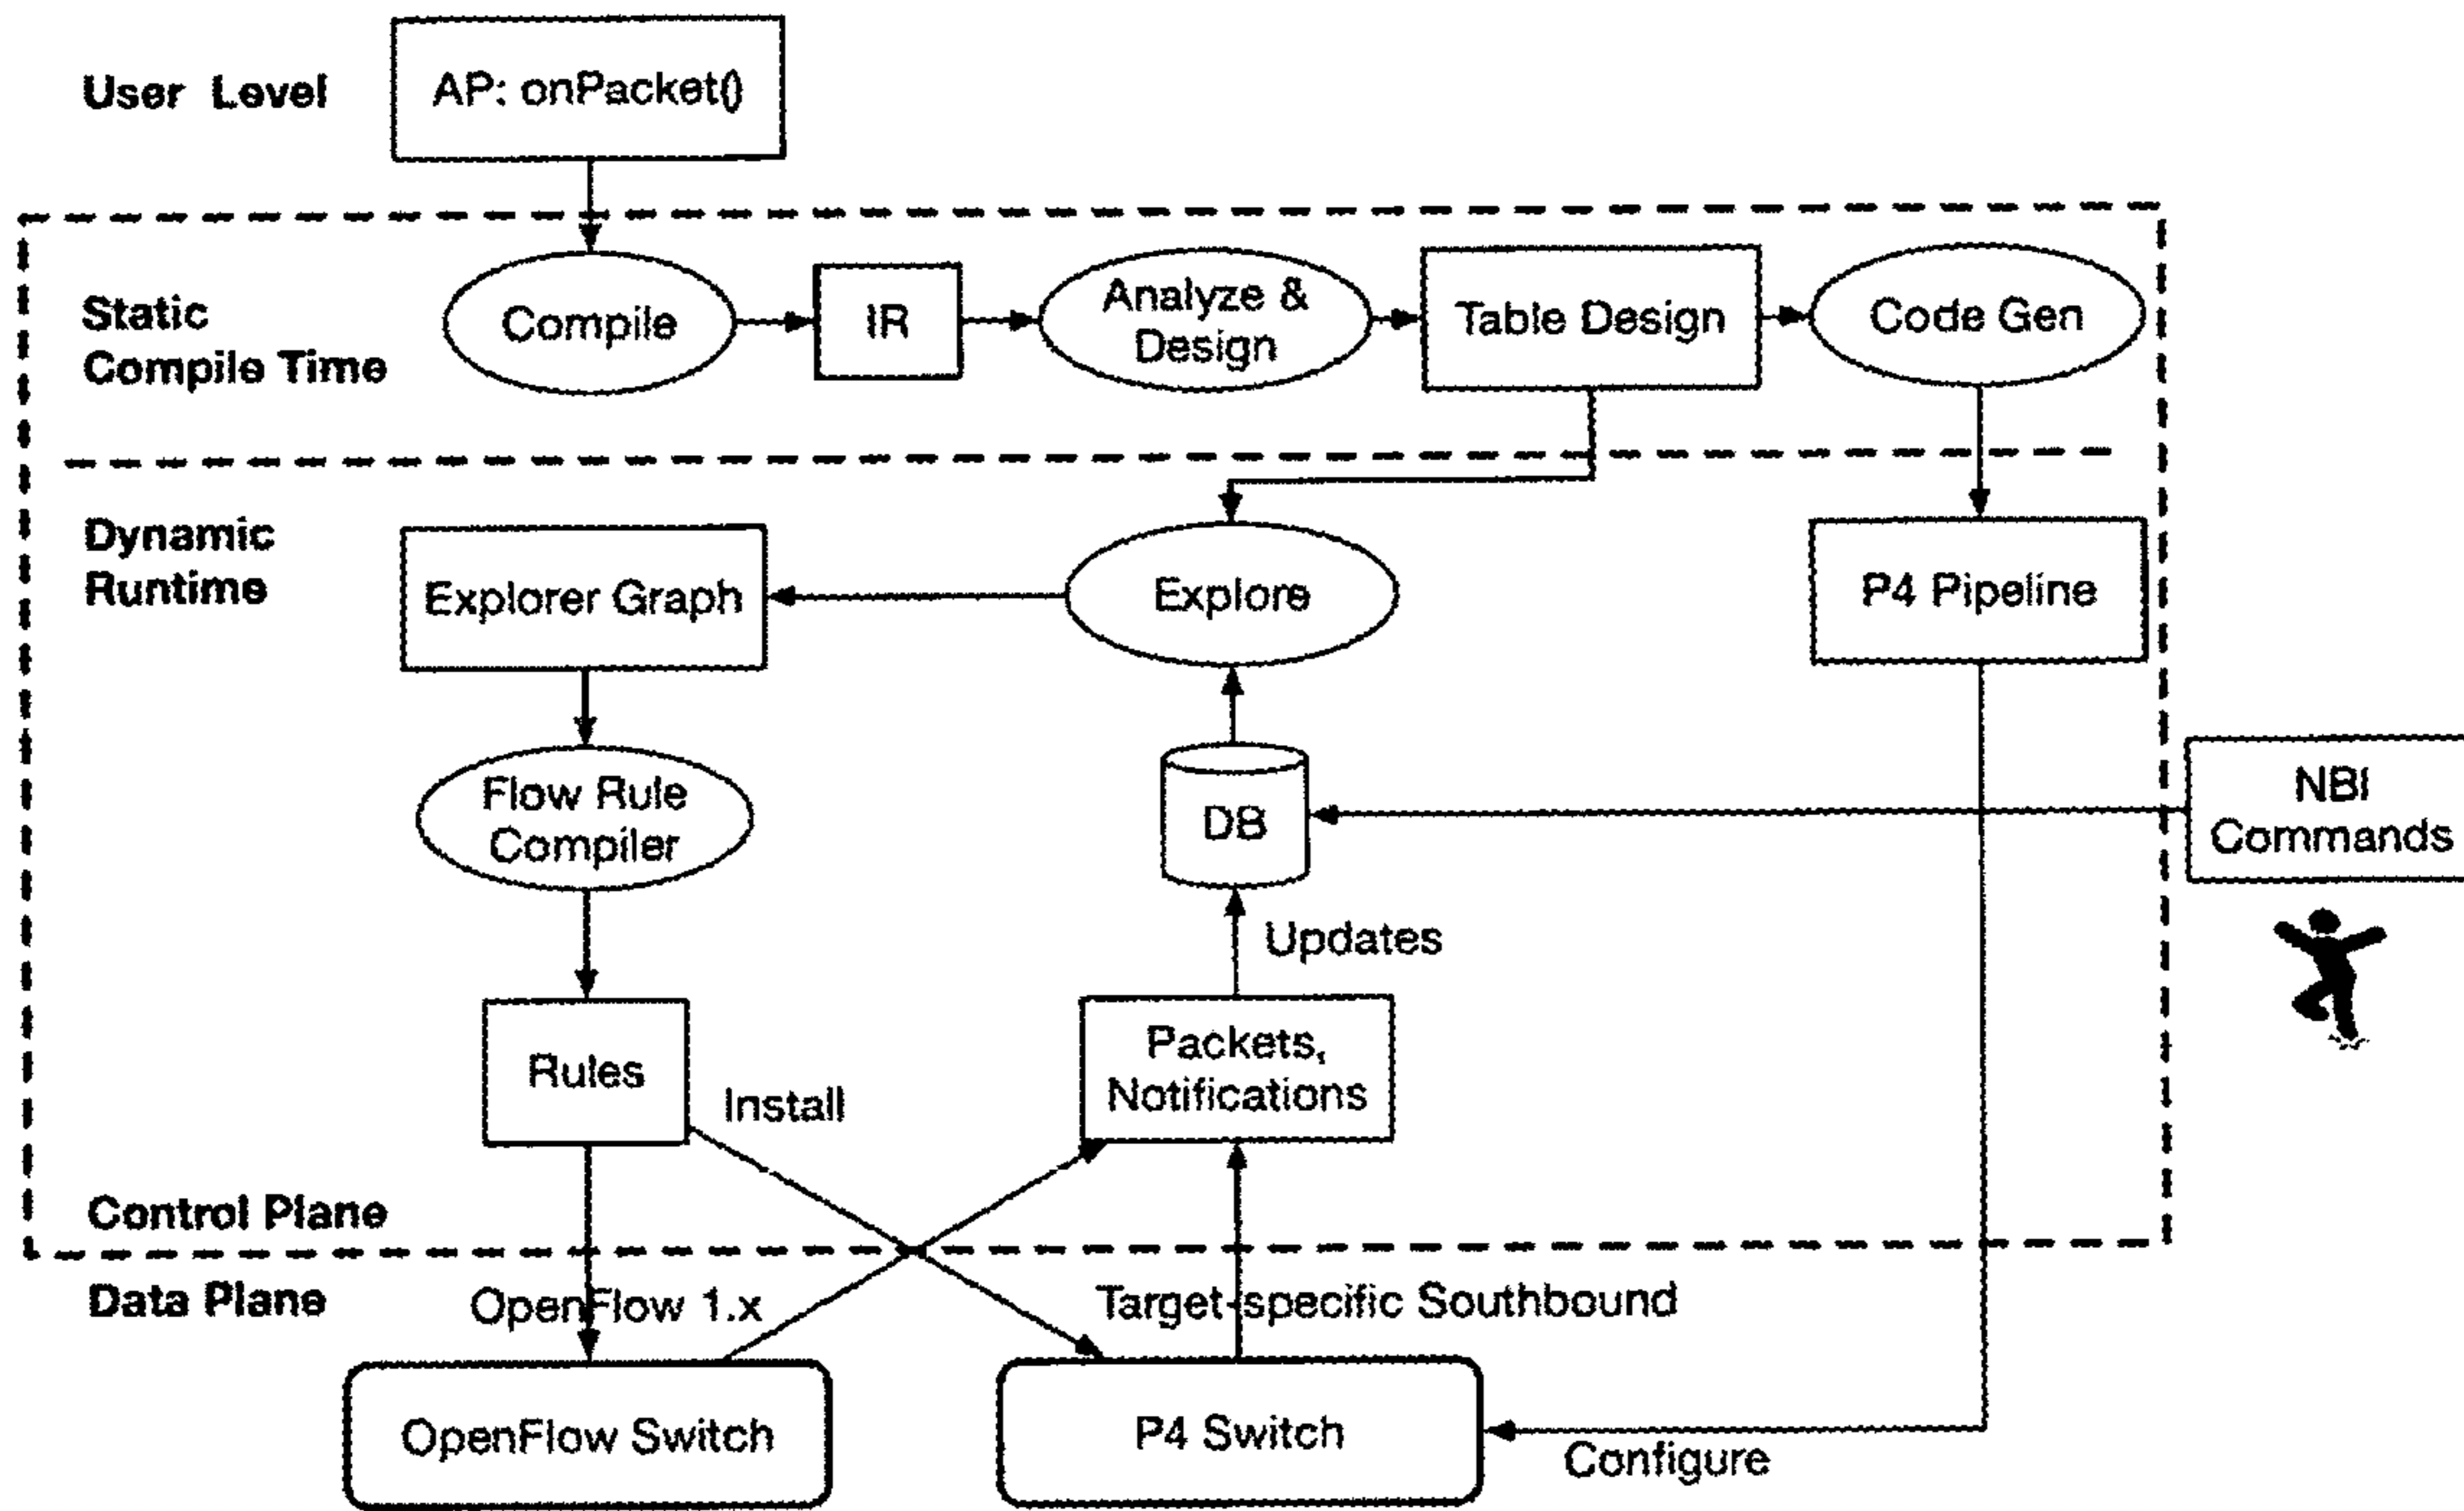 User Level
AP: onPacket()
Static
Compile Time
Compile
IR
Analyze &
Design
Table Design
Code Gen
Dynamic
Runtime
Explorer Graph
Explore
P4 Pipeline
Flow Rule
Compiler
DB
NBI
Commands
Updates
Rules
Install
Packets,
Notifications
Control Plane
Data Plane
OpenFlow 1.x
Target-specific Southbound
OpenFlow Switch
P4 Switch
Configure